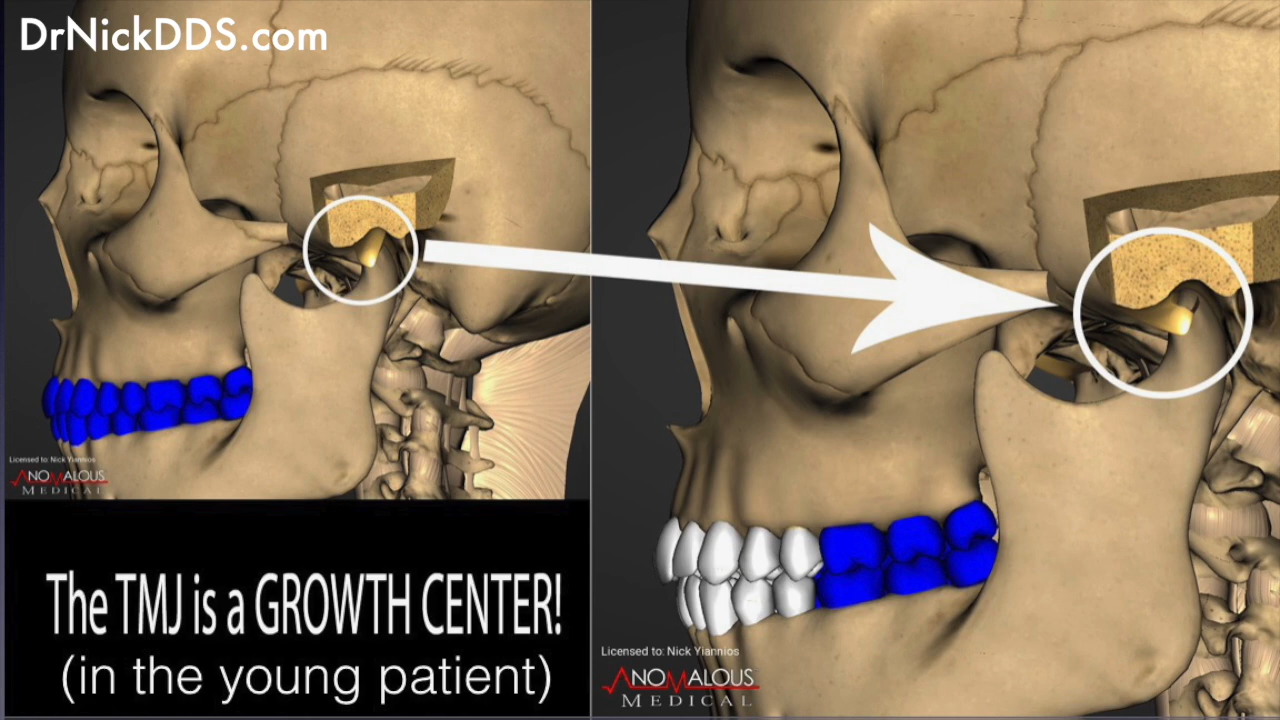 DrNickDDS.com
Licensed to: Nick Yiannios
ANOMALOUS
MEDICAL
The TMJ is a GROWTH CENTER!
(in the young patient)
Licensed to: Nick Yiannios
ANOMALOUS
MEDICAL